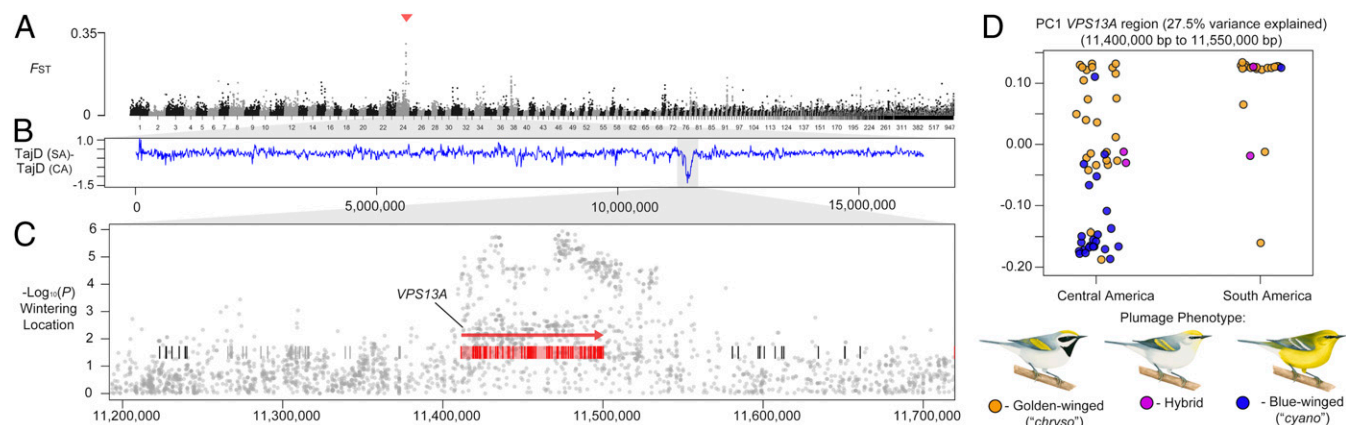 A
0.35
FST
0
1 2 3 4 5 6 7 8 9 10 12 14 16 18 20 22 24 26 28 30 32 34 36 38 40 43 46 49 52 55 58 62 65 68 72 76 81 85 91 97 104 113 124 137 151 170 195 224 261 311 382 517 947
B
1.0
TajD (SA)-
TajD (CA)
-1.5
0 5,000,000 10,000,000 15,000,000
C
6
5
4
3
2
1
0
-Log10(P)
Wintering
Location
VPS13A
11,200,000 11,300,000 11,400,000 11,500,000 11,600,000 11,700,000
D
PC1 VPS13A region (27.5% variance explained)
(11,400,000 bp to 11,550,000 bp)
0.10
0.00
-0.10
-0.20
Central America South America
Plumage Phenotype:
- Golden-winged
("chryso")
- Hybrid
- Blue-winged
("cyano")